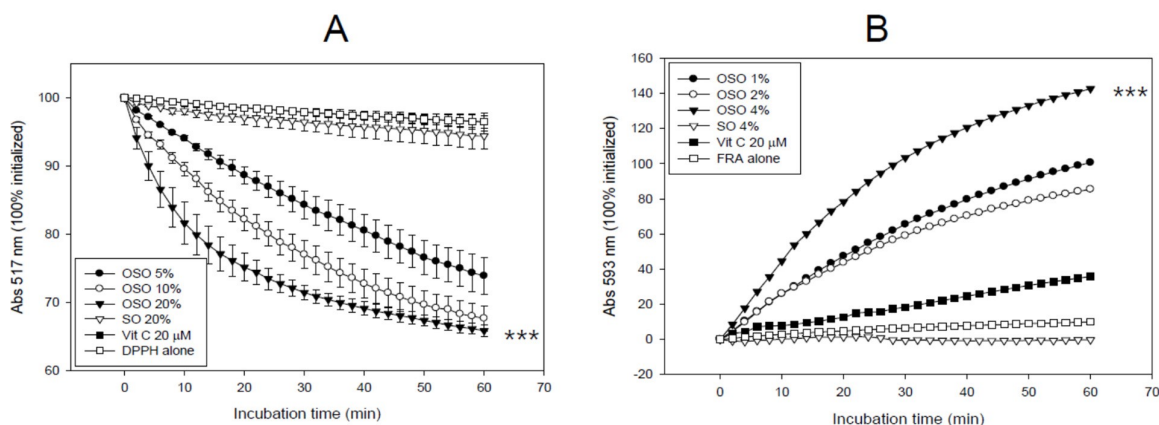 A
Abs 517 nm (100% initialized)
100
90
80
70
60
OSO 5%
OSO 10%
OSO 20%
SO 20%
Vit C 20 μM
DPPH alone
***
0 10 20 30 40 50 60 70
Incubation time (min)
B
Abs 593 nm (100% initialized)
160
140
120
100
80
60
40
20
0
-20
OSO 1%
OSO 2%
OSO 4%
SO 4%
Vit C 20 μM
FRA alone
***
0 10 20 30 40 50 60 70
Incubation time (min)